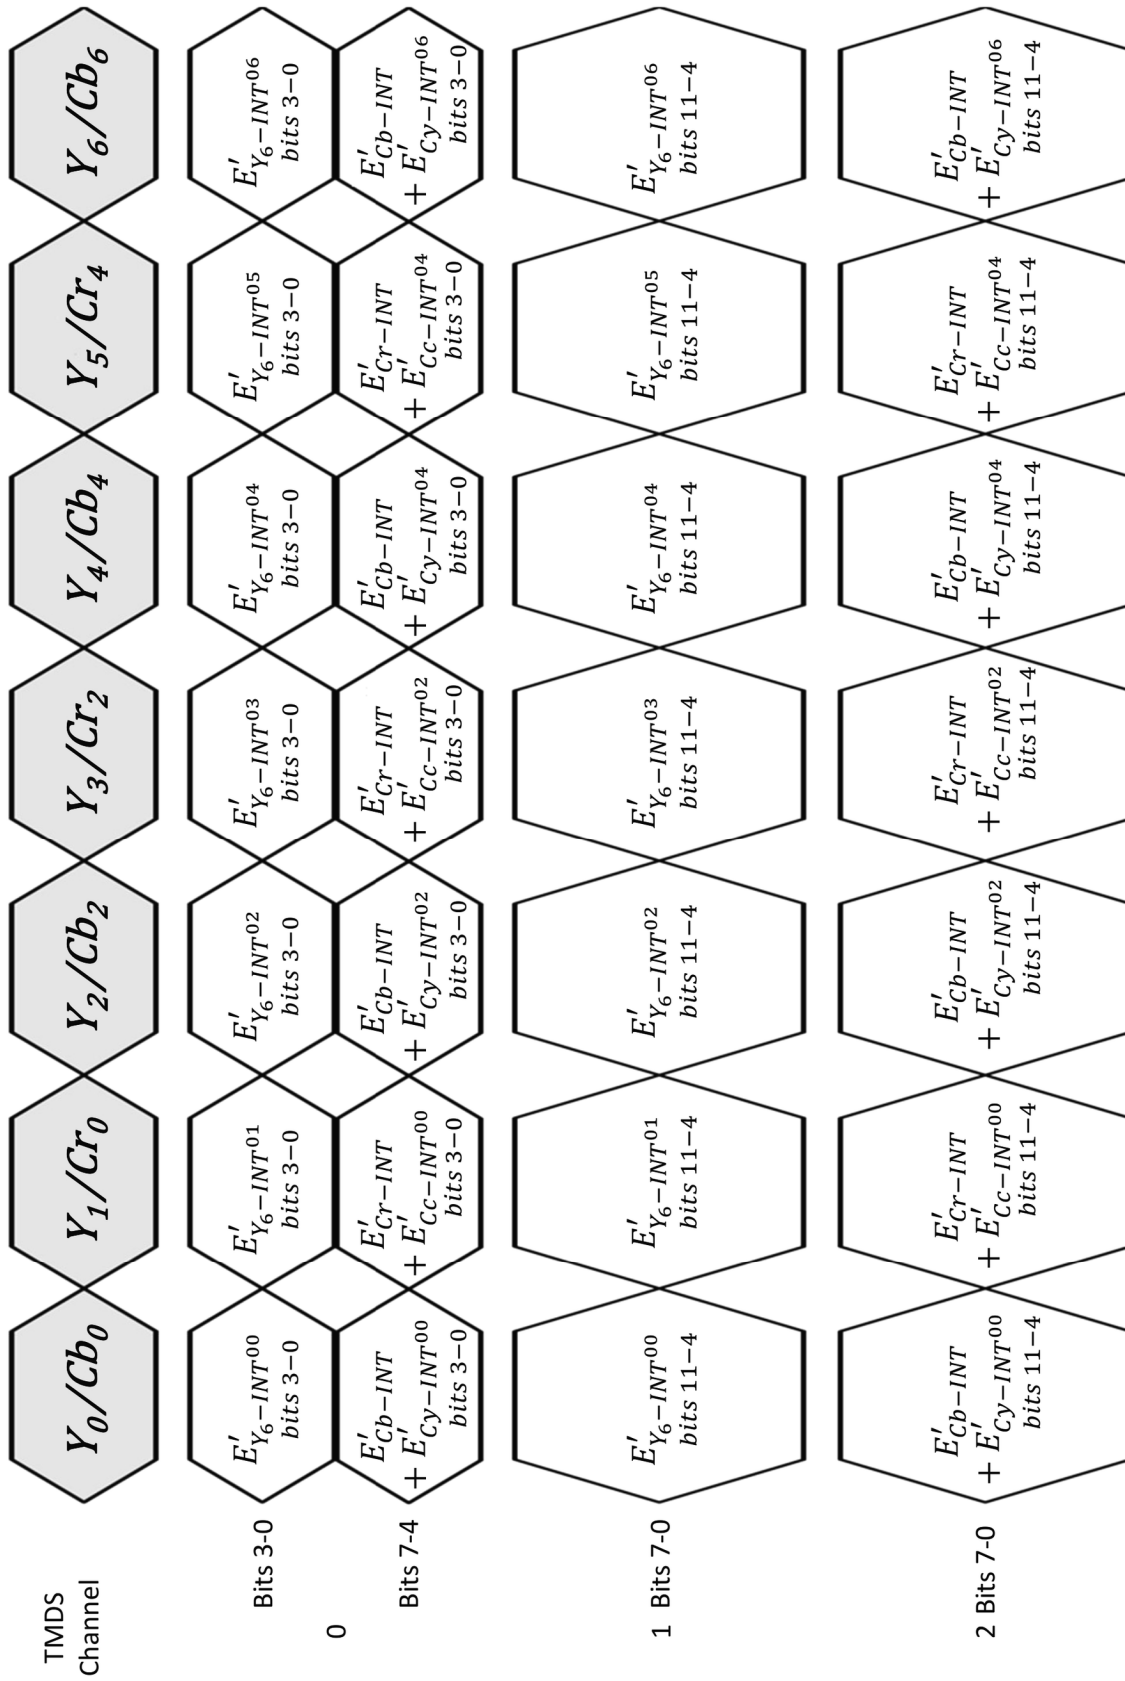 TMDS
Channel
Y₀/Cb₀
Y₁/Cr₀
Y₂/Cb₂
Y₃/Cr₂
Y₄/Cb₄
Y₅/Cr₄
Y₆/Cb₆
0
Bits 3-0
E′Y₆−INT⁰⁰
bits 3−0
E′Y₆−INT⁰¹
bits 3−0
E′Y₆−INT⁰²
bits 3−0
E′Y₆−INT⁰³
bits 3−0
E′Y₆−INT⁰⁴
bits 3−0
E′Y₆−INT⁰⁵
bits 3−0
E′Y₆−INT⁰⁶
bits 3−0
Bits 7-4
E′Cb−INT
+ E′Cy−INT⁰⁰
bits 3−0
E′Cr−INT
+ E′Cc−INT⁰⁰
bits 3−0
E′Cb−INT
+ E′Cy−INT⁰²
bits 3−0
E′Cr−INT
+ E′Cc−INT⁰²
bits 3−0
E′Cb−INT
+ E′Cy−INT⁰⁴
bits 3−0
E′Cr−INT
+ E′Cc−INT⁰⁴
bits 3−0
E′Cb−INT
+ E′Cy−INT⁰⁶
bits 3−0
1 Bits 7-0
E′Y₆−INT⁰⁰
bits 11−4
E′Y₆−INT⁰¹
bits 11−4
E′Y₆−INT⁰²
bits 11−4
E′Y₆−INT⁰³
bits 11−4
E′Y₆−INT⁰⁴
bits 11−4
E′Y₆−INT⁰⁵
bits 11−4
E′Y₆−INT⁰⁶
bits 11−4
2 Bits 7-0
E′Cb−INT
+ E′Cy−INT⁰⁰
bits 11−4
E′Cr−INT
+ E′Cc−INT⁰⁰
bits 11−4
E′Cb−INT
+ E′Cy−INT⁰²
bits 11−4
E′Cr−INT
+ E′Cc−INT⁰²
bits 11−4
E′Cb−INT
+ E′Cy−INT⁰⁴
bits 11−4
E′Cr−INT
+ E′Cc−INT⁰⁴
bits 11−4
E′Cb−INT
+ E′Cy−INT⁰⁶
bits 11−4